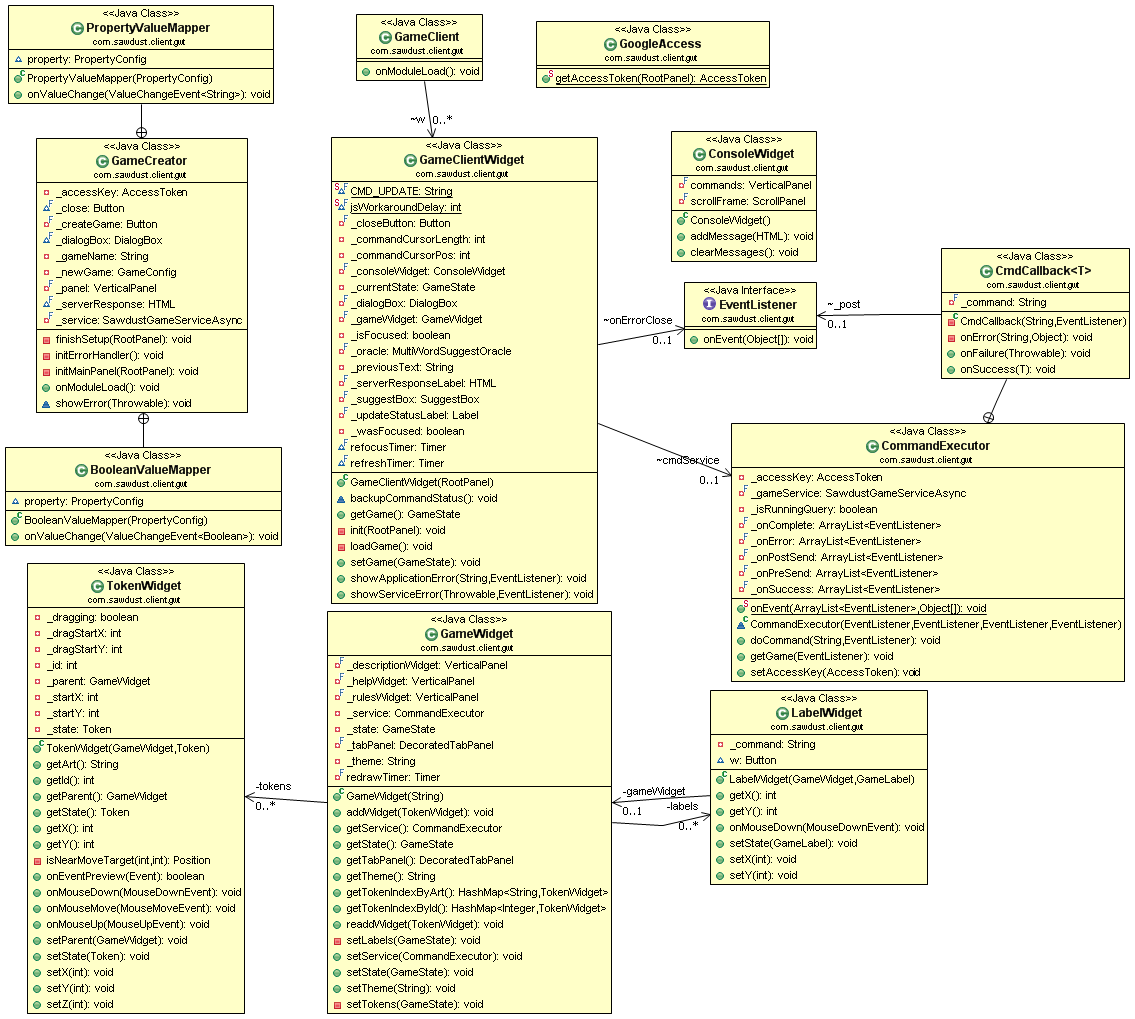 <<Java Class>>
PropertyValueMapper
com.sawdust.client.gwt
property: PropertyConfig
PropertyValueMapper(PropertyConfig)
onValueChange(ValueChangeEvent<String>): void
<<Java Class>>
GameCreator
com.sawdust.client.gwt
_accessKey: AccessToken
_close: Button
_createGame: Button
_dialogBox: DialogBox
_gameName: String
_newGame: GameConfig
_panel: VerticalPanel
_serverResponse: HTML
_service: SawdustGameServiceAsync
finishSetup(RootPanel): void
initErrorHandler(): void
initMainPanel(RootPanel): void
onModuleLoad(): void
showError(Throwable): void
<<Java Class>>
BooleanValueMapper
com.sawdust.client.gwt
property: PropertyConfig
BooleanValueMapper(PropertyConfig)
onValueChange(ValueChangeEvent<Boolean>): void
<<Java Class>>
TokenWidget
com.sawdust.client.gwt
_dragging: boolean
_dragStartX: int
_dragStartY: int
_id: int
_parent: GameWidget
_startX: int
_startY: int
_state: Token
TokenWidget(GameWidget,Token)
getArt(): String
getId(): int
getParent(): GameWidget
getState(): Token
getX(): int
getY(): int
isNearMoveTarget(int,int): Position
onEventPreview(Event): boolean
onMouseDown(MouseDownEvent): void
onMouseMove(MouseMoveEvent): void
onMouseUp(MouseUpEvent): void
setParent(GameWidget): void
setState(Token): void
setX(int): void
setY(int): void
setZ(int): void
<<Java Class>>
GameClient
com.sawdust.client.gwt
onModuleLoad(): void
~w 0..*
<<Java Class>>
GameClientWidget
com.sawdust.client.gwt
CMD_UPDATE: String
jsWorkaroundDelay: int
_closeButton: Button
_commandCursorLength: int
_commandCursorPos: int
_consoleWidget: ConsoleWidget
_currentState: GameState
_dialogBox: DialogBox
_gameWidget: GameWidget
_isFocused: boolean
_oracle: MultiWordSuggestOracle
_previousText: String
_serverResponseLabel: HTML
_suggestBox: SuggestBox
_updateStatusLabel: Label
_wasFocused: boolean
refocusTimer: Timer
refreshTimer: Timer
GameClientWidget(RootPanel)
backupCommandStatus(): void
getGame(): GameState
init(RootPanel): void
loadGame(): void
setGame(GameState): void
showApplicationError(String,EventListener): void
showServiceError(Throwable,EventListener): void
<<Java Class>>
GameWidget
com.sawdust.client.gwt
_descriptionWidget: VerticalPanel
_helpWidget: VerticalPanel
_rulesWidget: VerticalPanel
_service: CommandExecutor
_state: GameState
_tabPanel: DecoratedTabPanel
_theme: String
redrawTimer: Timer
GameWidget(String)
addWidget(TokenWidget): void
getService(): CommandExecutor
getState(): GameState
getTabPanel(): DecoratedTabPanel
getTheme(): String
getTokenIndexByArt(): HashMap<String,TokenWidget>
getTokenIndexById(): HashMap<Integer,TokenWidget>
readdWidget(TokenWidget): void
setLabels(GameState): void
setService(CommandExecutor): void
setState(GameState): void
setTheme(String): void
setTokens(GameState): void
-tokens
0..*
<<Java Class>>
GoogleAccess
com.sawdust.client.gwt
getAccessToken(RootPanel): AccessToken
<<Java Class>>
ConsoleWidget
com.sawdust.client.gwt
commands: VerticalPanel
scrollFrame: ScrollPanel
ConsoleWidget()
addMessage(HTML): void
clearMessages(): void
<<Java Interface>>
EventListener
com.sawdust.client.gwt
onEvent(Object[]): void
~onErrorClose
0..1
~_post
0..1
<<Java Class>>
CmdCallback<T>
com.sawdust.client.gwt
_command: String
CmdCallback(String,EventListener)
onError(String,Object): void
onFailure(Throwable): void
onSuccess(T): void
~cmdService
0..1
<<Java Class>>
CommandExecutor
com.sawdust.client.gwt
_accessKey: AccessToken
_gameService: SawdustGameServiceAsync
_isRunningQuery: boolean
_onComplete: ArrayList<EventListener>
_onError: ArrayList<EventListener>
_onPostSend: ArrayList<EventListener>
_onPreSend: ArrayList<EventListener>
_onSuccess: ArrayList<EventListener>
onEvent(ArrayList<EventListener>,Object[]): void
CommandExecutor(EventListener,EventListener,EventListener,EventListener)
doCommand(String,EventListener): void
getGame(EventListener): void
setAccessKey(AccessToken): void
<<Java Class>>
LabelWidget
com.sawdust.client.gwt
_command: String
w: Button
LabelWidget(GameWidget,GameLabel)
getX(): int
getY(): int
onMouseDown(MouseDownEvent): void
setState(GameLabel): void
setX(int): void
setY(int): void
-gameWidget
0..1
-labels
0..*